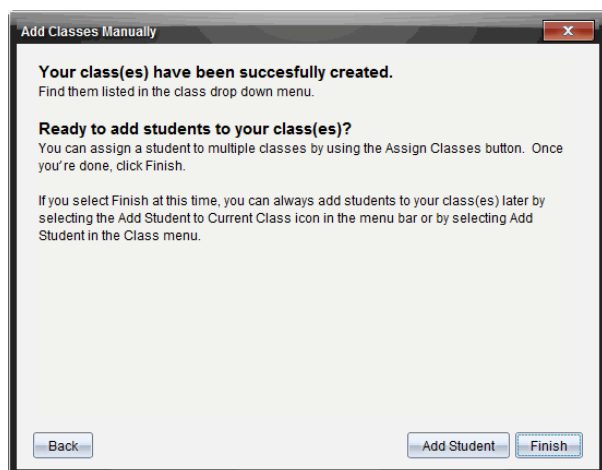 Add Classes Manually
X
Your class(es) have been succesfully created.
Find them listed in the class drop down menu.
Ready to add students to your class(es)?
You can assign a student to multiple classes by using the Assign Classes button. Once
you're done, click Finish.
If you select Finish at this time, you can always add students to your class(es) later by
selecting the Add Student to Current Class icon in the menu bar or by selecting Add
Student in the Class menu.
Back
Add Student
Finish